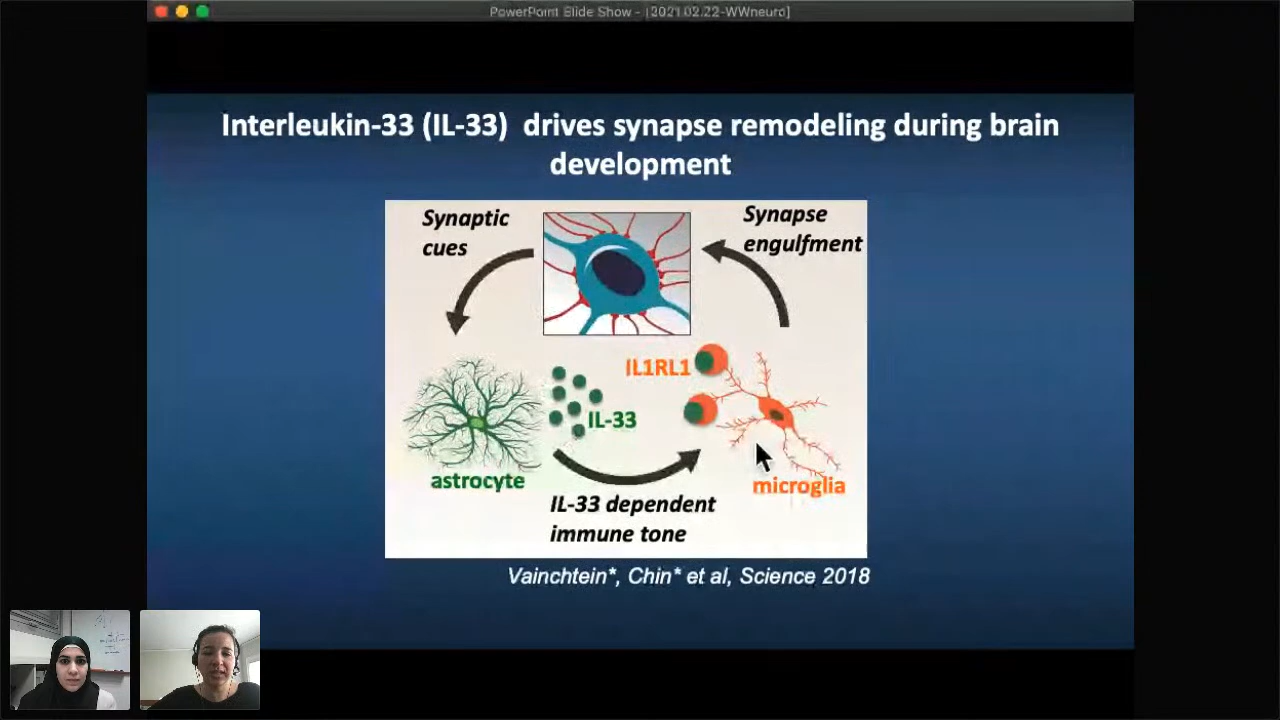 PowerPoint Slide Show - [2021.02.22-WWneuro]
Interleukin-33 (IL-33) drives synapse remodeling during brain
development
Synaptic
cues
Synapse
engulfment
IL1RL1
IL-33
astrocyte
microglia
IL-33 dependent
immune tone
Vainchtein*, Chin* et al, Science 2018